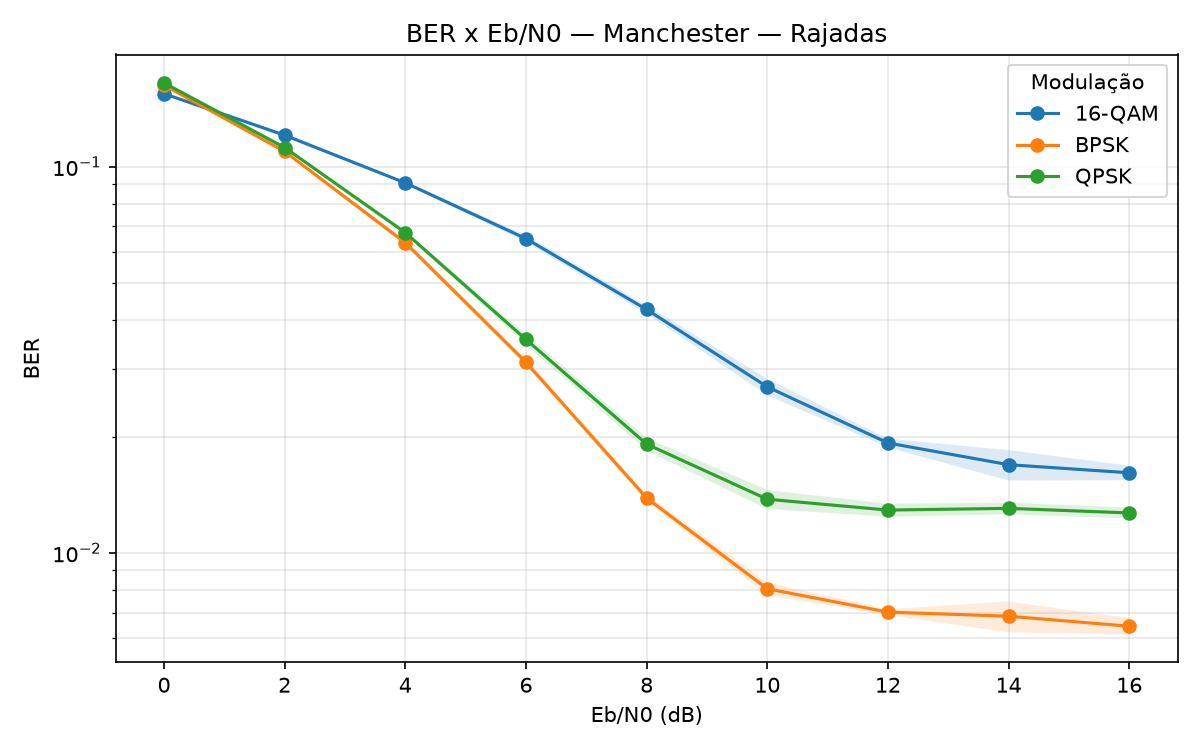 BER x Eb/N0 — Manchester — Rajadas
Modulação
16-QAM
BPSK
QPSK
BER
10⁻¹
10⁻²
0 2 4 6 8 10 12 14 16
Eb/N0 (dB)